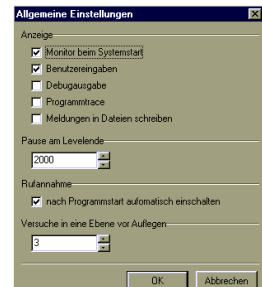 Allgemeine Einstellungen
Anzeige
Monitor beim Systemstart
Benutzereingaben
Debugausgabe
Programmtrace
Meldungen in Dateien schreiben
Pause am Levelende
2000
Rufannahme
nach Programmstart automatisch einschalten
Versuche in eine Ebene vor Auflegen
3
OK Abbrechen